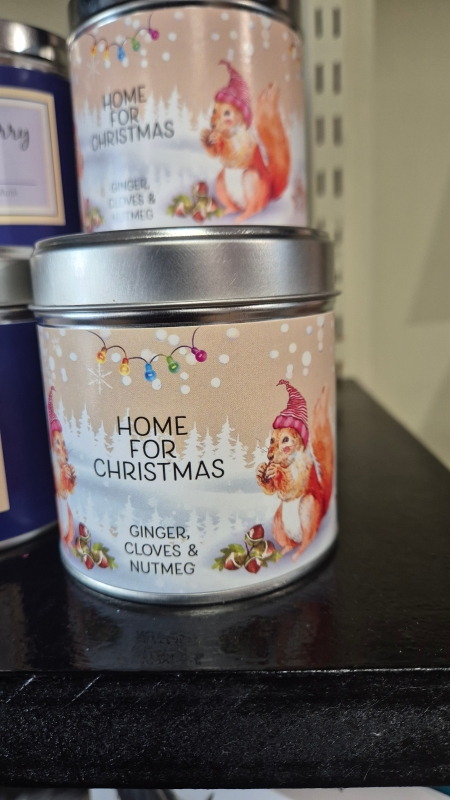 HOME
FOR
CHRISTMAS
GINGER,
CLOVES &
NUTMEG
HOME
FOR
CHRISTMAS
GINGER,
CLOVES &
NUTMEG